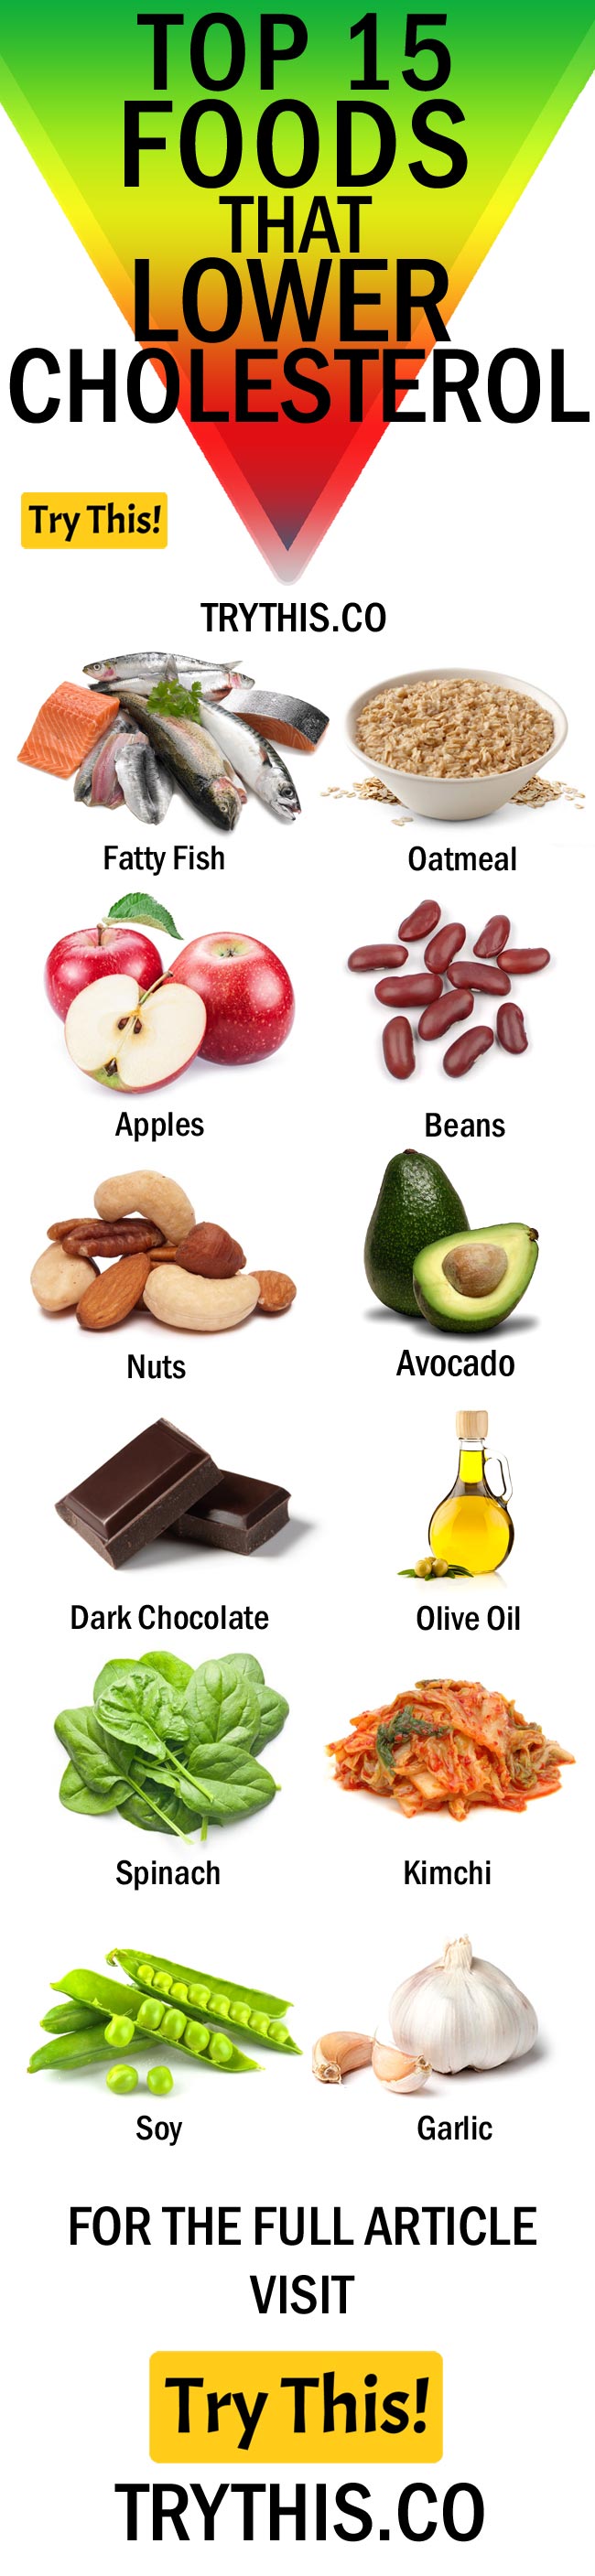 TOP 15
FOODS
THAT
LOWER
CHOLESTEROL
Try This!
TRYTHIS.CO
Fatty Fish
Oatmeal
Apples
Beans
Nuts
Avocado
Dark Chocolate
Olive Oil
Spinach
Kimchi
Soy
Garlic
FOR THE FULL ARTICLE
VISIT
Try This!
TRYTHIS.CO